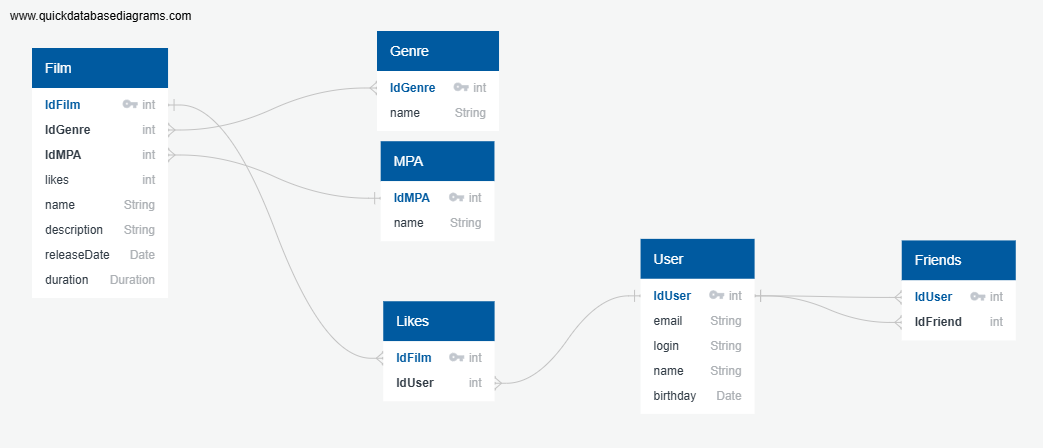 www.quickdatabasediagrams.com
Film
IdFilm int
IdGenre int
IdMPA int
likes int
name String
description String
releaseDate Date
duration Duration
Genre
IdGenre int
name String
MPA
IdMPA int
name String
Likes
IdFilm int
IdUser int
User
IdUser int
email String
login String
name String
birthday Date
Friends
IdUser int
IdFriend int